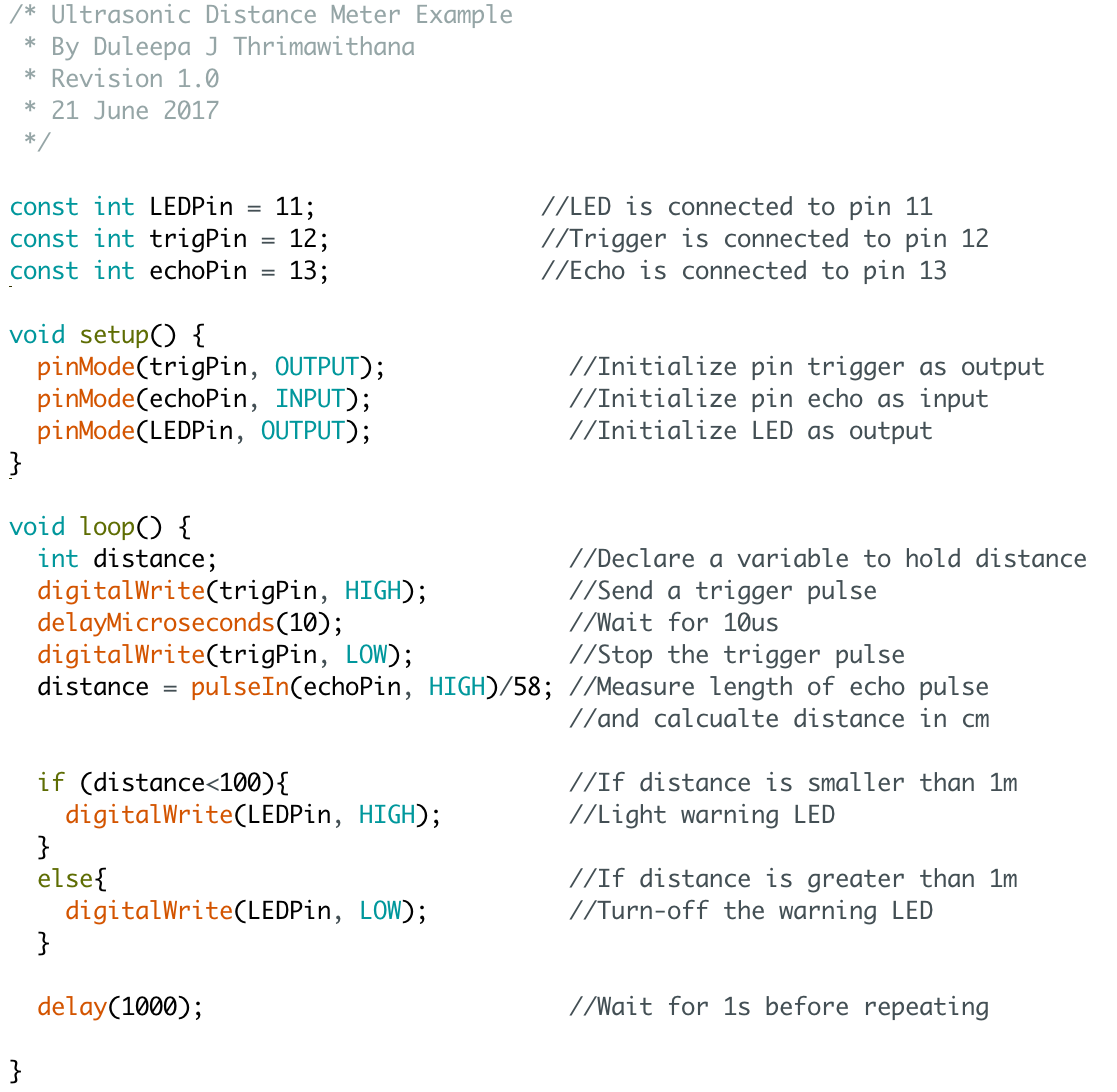 /* Ultrasonic Distance Meter Example
 * By Duleepa J Thrimawithana
 * Revision 1.0
 * 21 June 2017
 */

const int LEDPin = 11;                //LED is connected to pin 11
const int trigPin = 12;               //Trigger is connected to pin 12
const int echoPin = 13;               //Echo is connected to pin 13

void setup() {
  pinMode(trigPin, OUTPUT);             //Initialize pin trigger as output
  pinMode(echoPin, INPUT);              //Initialize pin echo as input
  pinMode(LEDPin, OUTPUT);              //Initialize LED as output
}

void loop() {
  int distance;                         //Declare a variable to hold distance
  digitalWrite(trigPin, HIGH);          //Send a trigger pulse
  delayMicroseconds(10);                //Wait for 10us
  digitalWrite(trigPin, LOW);           //Stop the trigger pulse
  distance = pulseIn(echoPin, HIGH)/58; //Measure length of echo pulse
                                        //and calcualte distance in cm

  if (distance<100){                    //If distance is smaller than 1m
    digitalWrite(LEDPin, HIGH);         //Light warning LED
  }
  else{                                 //If distance is greater than 1m
    digitalWrite(LEDPin, LOW);          //Turn-off the warning LED
  }

  delay(1000);                          //Wait for 1s before repeating

}